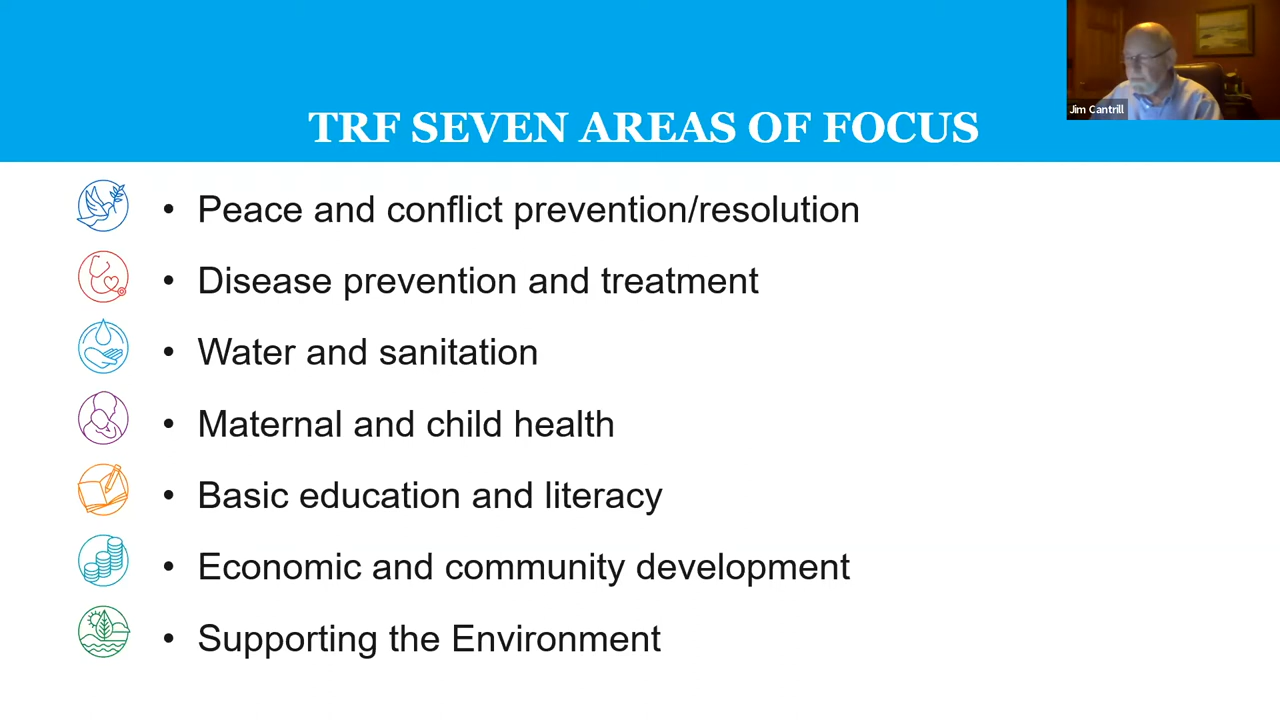 Jim Cantrill
TRF SEVEN AREAS OF FOCUS
• Peace and conflict prevention/resolution
• Disease prevention and treatment
• Water and sanitation
• Maternal and child health
• Basic education and literacy
• Economic and community development
• Supporting the Environment